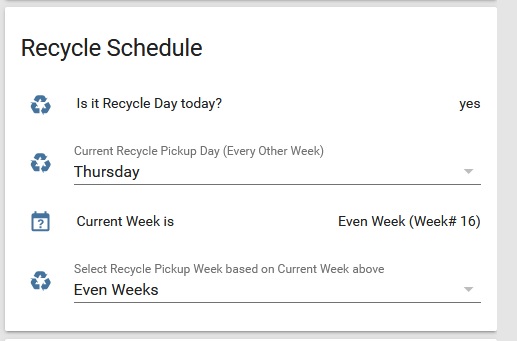 Recycle Schedule
Is it Recycle Day today? yes
Current Recycle Pickup Day (Every Other Week)
Thursday
Current Week is Even Week (Week# 16)
Select Recycle Pickup Week based on Current Week above
Even Weeks